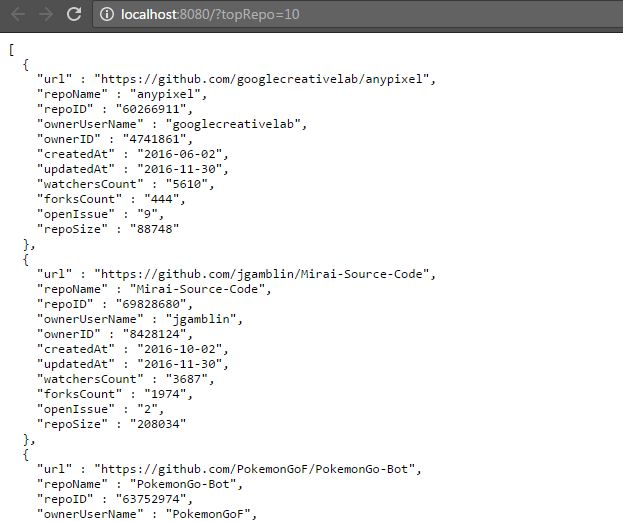 localhost:8080/?topRepo=10
[
{
"url" : "https://github.com/googlecreativelab/anypixel",
"repoName" : "anypixel",
"repoID" : "60266911",
"ownerUserName" : "googlecreativelab",
"ownerID" : "4741861",
"createdAt" : "2016-06-02",
"updatedAt" : "2016-11-30",
"watchersCount" : "5610",
"forksCount" : "444",
"openIssue" : "9",
"repoSize" : "88748"
},
{
"url" : "https://github.com/jgamblin/Mirai-Source-Code",
"repoName" : "Mirai-Source-Code",
"repoID" : "69828680",
"ownerUserName" : "jgamblin",
"ownerID" : "8428124",
"createdAt" : "2016-10-02",
"updatedAt" : "2016-11-30",
"watchersCount" : "3687",
"forksCount" : "1974",
"openIssue" : "2",
"repoSize" : "208034"
},
{
"url" : "https://github.com/PokemonGoF/PokemonGo-Bot",
"repoName" : "PokemonGo-Bot",
"repoID" : "63752974",
"ownerUserName" : "PokemonGoF",